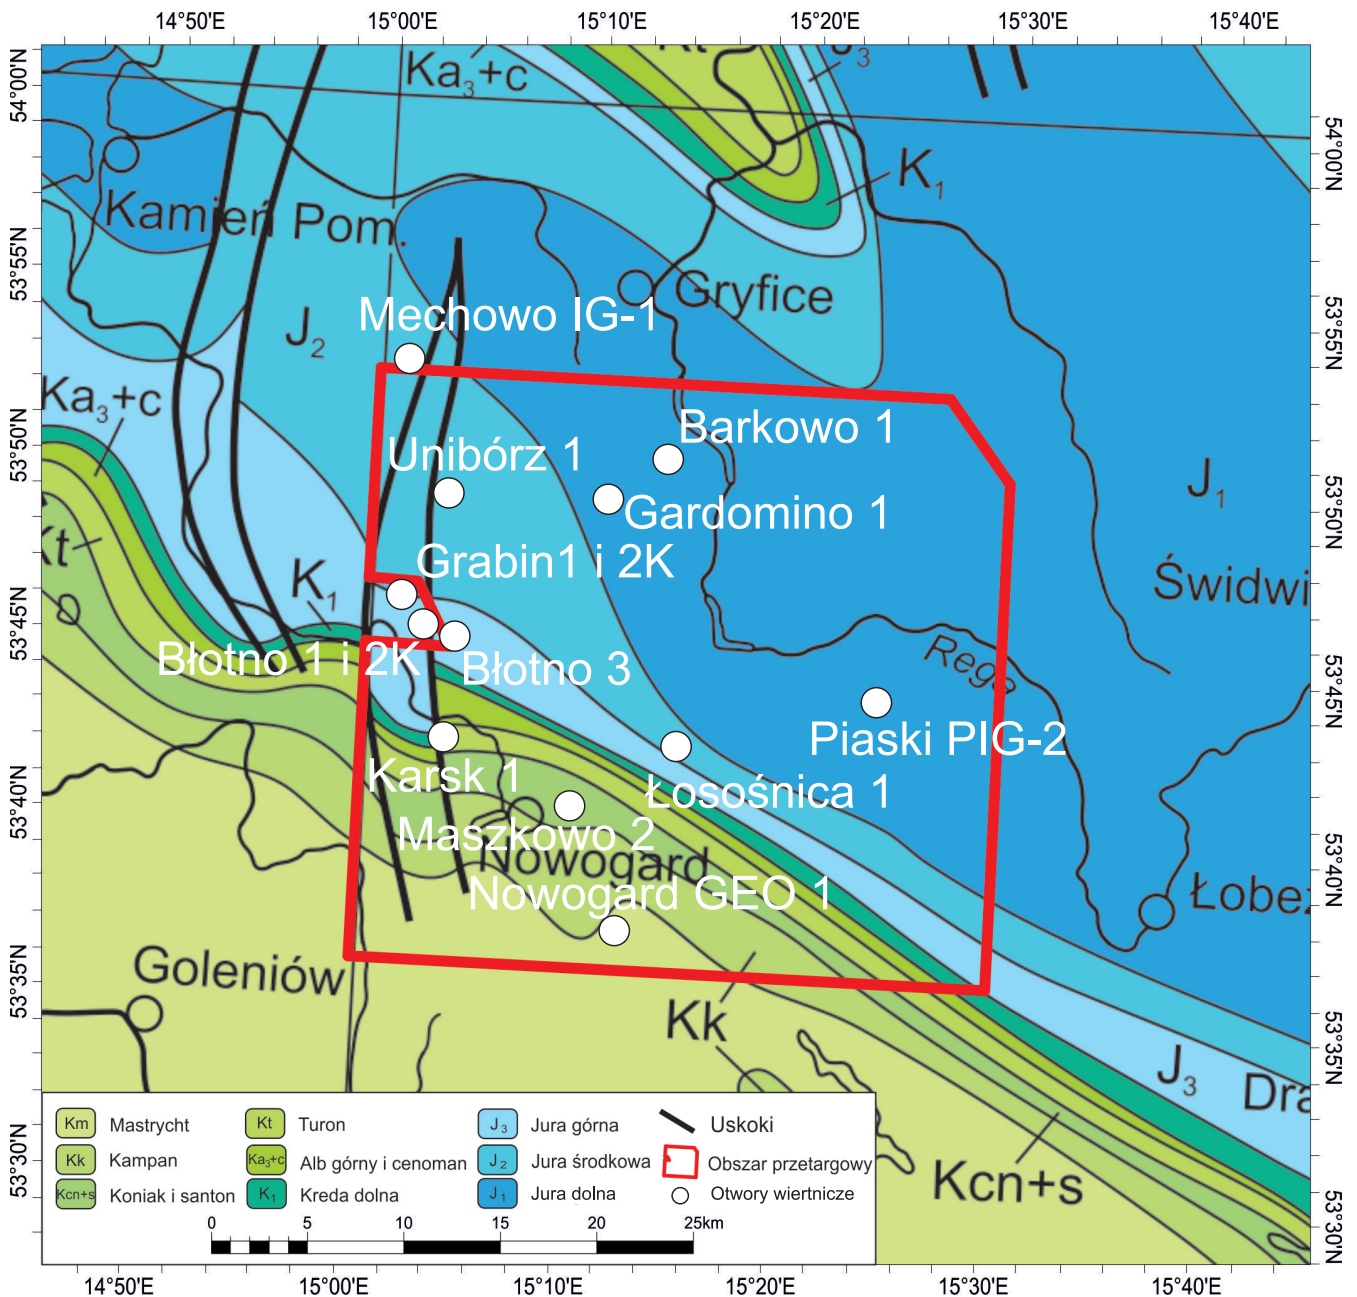 14°50'E 15°00'E 15°10'E 15°20'E 15°30'E 15°40'E
54°00'N
53°55'N
53°50'N
53°45'N
53°40'N
53°35'N
53°30'N
Ka3+c
Kt
J3
K1
Kamień Pom.
Gryfice
J2
Mechowo IG-1
Ka3+c
Barkowo 1
Unibórz 1
J1
Gardomino 1
Kt
Grabin1 i 2K
K1
Świdwi
Błotno 1 i 2K
Błotno 3
Rega
Piaski PIG-2
Karsk 1
Łosośnica 1
Maszkowo 2
Nowogard
Nowogard GEO 1
Łobez
Goleniów
Kk
J3
Dra
Kcn+s
54°00'N
53°55'N
53°50'N
53°45'N
53°40'N
53°35'N
53°30'N
Km Mastrycht
Kk Kampan
Kcn+s Koniak i santon
Kt Turon
Ka3+c Alb górny i cenoman
K1 Kreda dolna
J3 Jura górna
J2 Jura środkowa
J1 Jura dolna
Uskoki
Obszar przetargowy
Otwory wiertnicze
0 5 10 15 20 25km
14°50'E 15°00'E 15°10'E 15°20'E 15°30'E 15°40'E